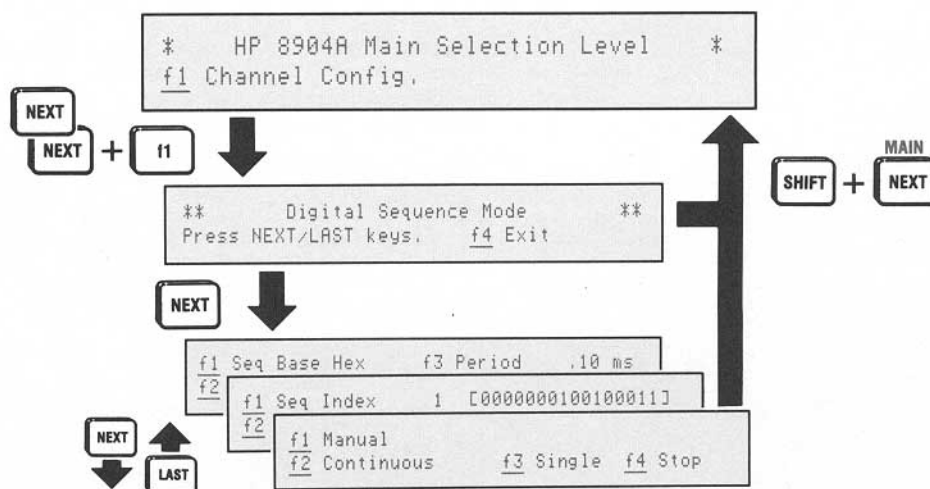 * HP 8904A Main Selection Level *
f1 Channel Config.
NEXT
NEXT + f1
MAIN
SHIFT + NEXT
** Digital Sequence Mode **
Press NEXT/LAST keys. f4 Exit
NEXT
f1 Seq Base Hex f3 Period .10 ms
f2
f1 Seq Index 1 [0000000100100011]
f2
f1 Manual
f2 Continuous f3 Single f4 Stop
NEXT
LAST